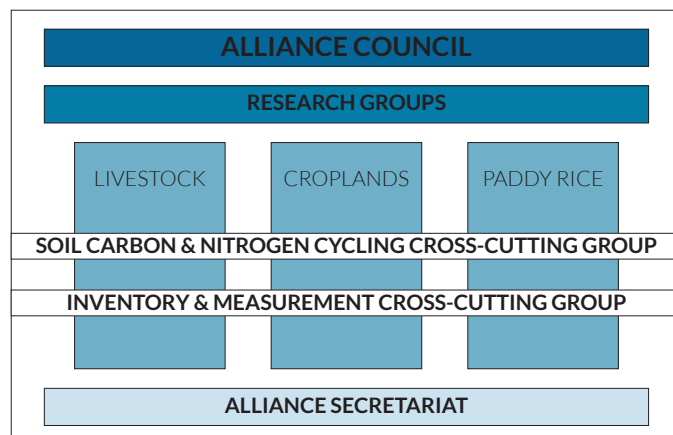 ALLIANCE COUNCIL
RESEARCH GROUPS
LIVESTOCK
CROPLANDS
PADDY RICE
SOIL CARBON & NITROGEN CYCLING CROSS-CUTTING GROUP
INVENTORY & MEASUREMENT CROSS-CUTTING GROUP
ALLIANCE SECRETARIAT